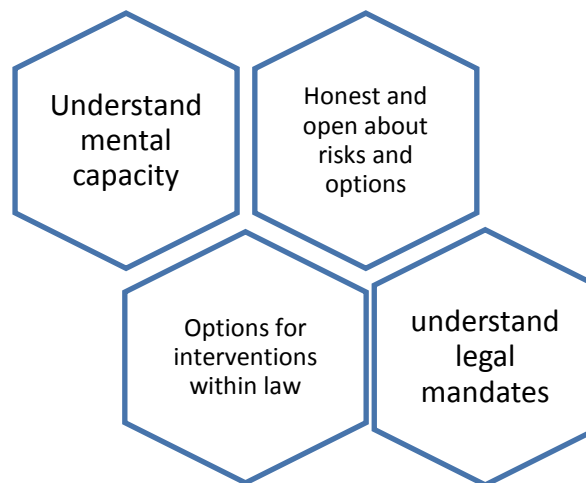 Understand
mental
capacity
Honest and
open about
risks and
options
Options for
interventions
within law
understand
legal
mandates